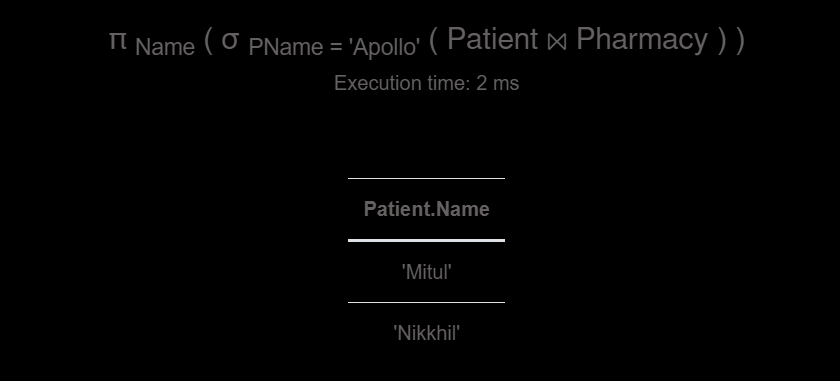 π Name ( σ PName = 'Apollo' ( Patient ⋈ Pharmacy ) )
Execution time: 2 ms
Patient.Name
'Mitul'
'Nikkhil'